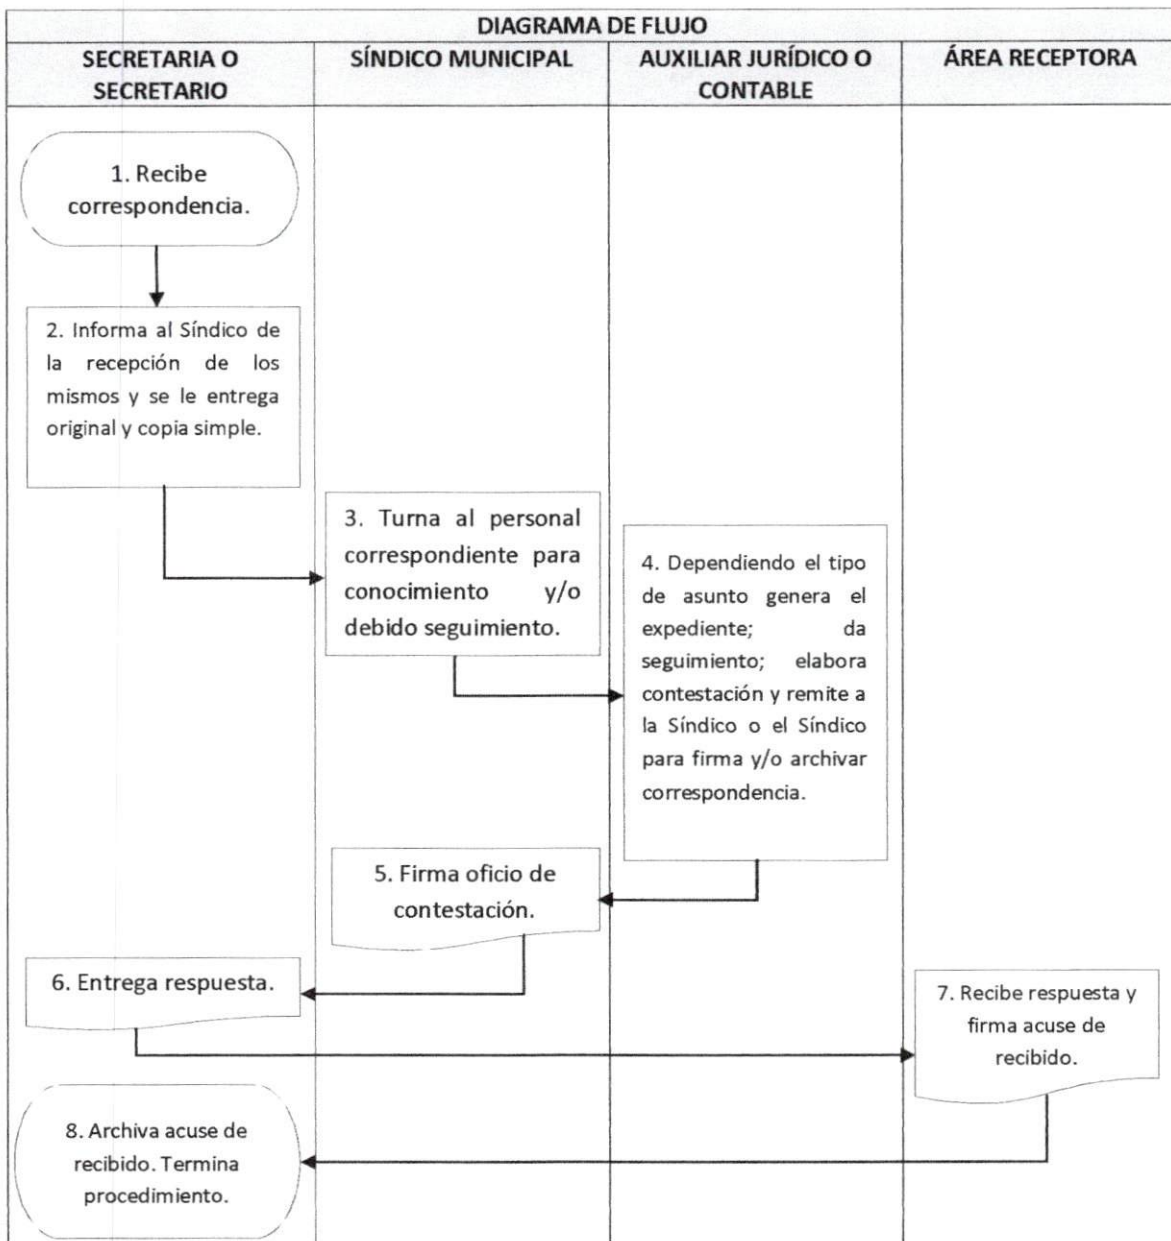 DIAGRAMA DE FLUJO
SECRETARIA O
SECRETARIO
SÍNDICO MUNICIPAL
AUXILIAR JURÍDICO O
CONTABLE
ÁREA RECEPTORA
1. Recibe
correspondencia.
2. Informa al Síndico de
la recepción de los
mismos y se le entrega
original y copia simple.
3. Turna al personal
correspondiente para
conocimiento y/o
debido seguimiento.
4. Dependiendo el tipo
de asunto genera el
expediente; da
seguimiento; elabora
contestación y remite a
la Síndico o el Síndico
para firma y/o archivar
correspondencia.
5. Firma oficio de
contestación.
6. Entrega respuesta.
7. Recibe respuesta y
firma acuse de
recibido.
8. Archiva acuse de
recibido. Termina
procedimiento.